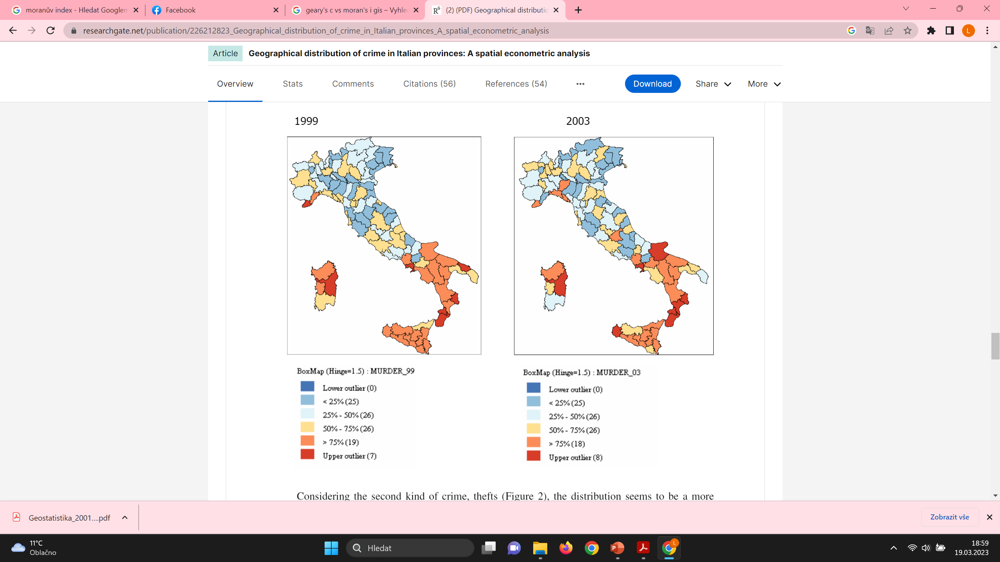 moranův index - Hledat Googlem
Facebook
geary's c vs moran's i gis – Vyhle
(2) (PDF) Geographical distributio
researchgate.net/publication/226212823_Geographical_distribution_of_crime_in_Italian_provinces_A_spatial_econometric_analysis
L
Article Geographical distribution of crime in Italian provinces: A spatial econometric analysis
Overview Stats Comments Citations (56) References (54) ••• Download Share More
1999
2003
BoxMap (Hinge=1.5) : MURDER_99
Lower outlier (0)
< 25% (25)
25% - 50% (26)
50% - 75% (26)
> 75% (19)
Upper outlier (7)
BoxMap (Hinge=1.5) : MURDER_03
Lower outlier (0)
< 25% (25)
25% - 50% (26)
50% - 75% (26)
> 75% (18)
Upper outlier (8)
Considering the second kind of crime, thefts (Figure 2), the distribution seems to be a more
Geostatistika_2001....pdf
Zobrazit vše
11°C
Oblačno
Hledat
18:59
19.03.2023